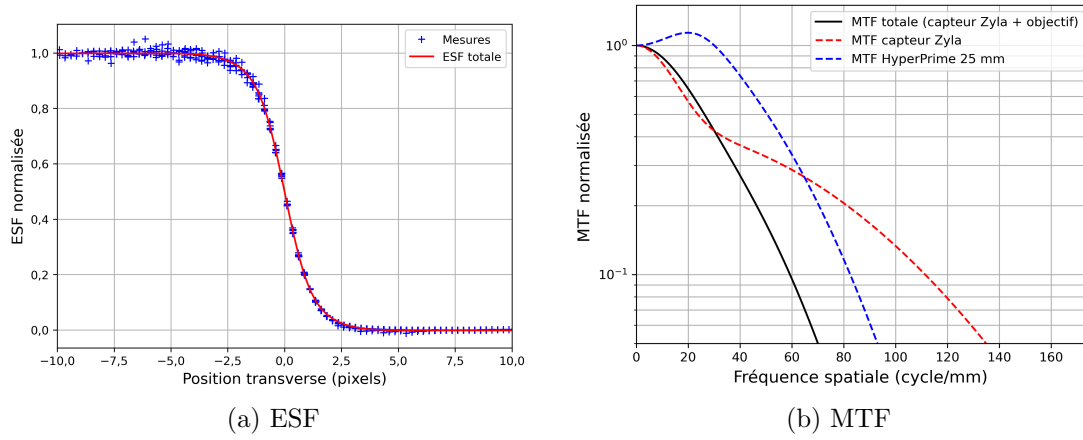 1,0
0,8
0,6
0,4
0,2
0,0
ESF normalisée
Mesures
ESF totale
−10,0 −7,5 −5,0 −2,5 0,0 2,5 5,0 7,5 10,0
Position transverse (pixels)
(a) ESF
10⁰
10⁻¹
MTF normalisée
MTF totale (capteur Zyla + objectif)
MTF capteur Zyla
MTF HyperPrime 25 mm
0 20 40 60 80 100 120 140 160
Fréquence spatiale (cycle/mm)
(b) MTF